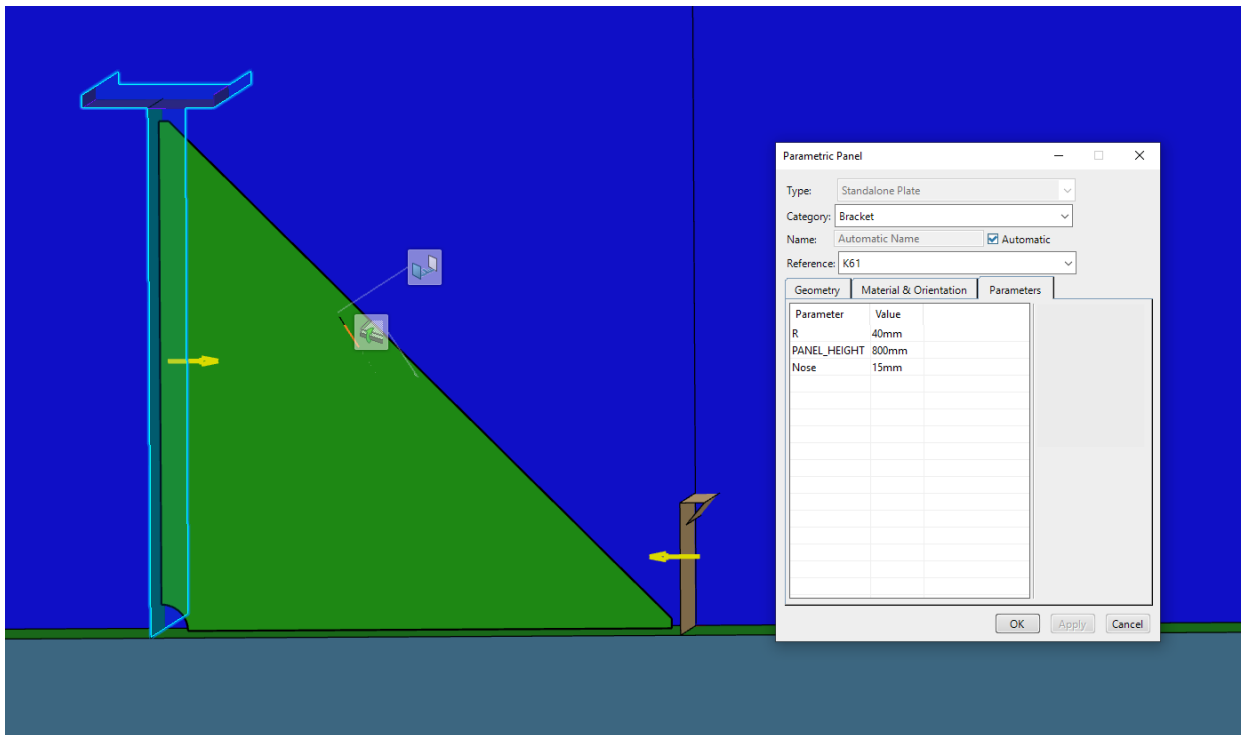 Parametric Panel
Type: Standalone Plate
Category: Bracket
Name: Automatic Name Automatic
Reference: K61
Geometry Material & Orientation Parameters
Parameter Value
R 40mm
PANEL_HEIGHT 800mm
Nose 15mm
OK Apply Cancel